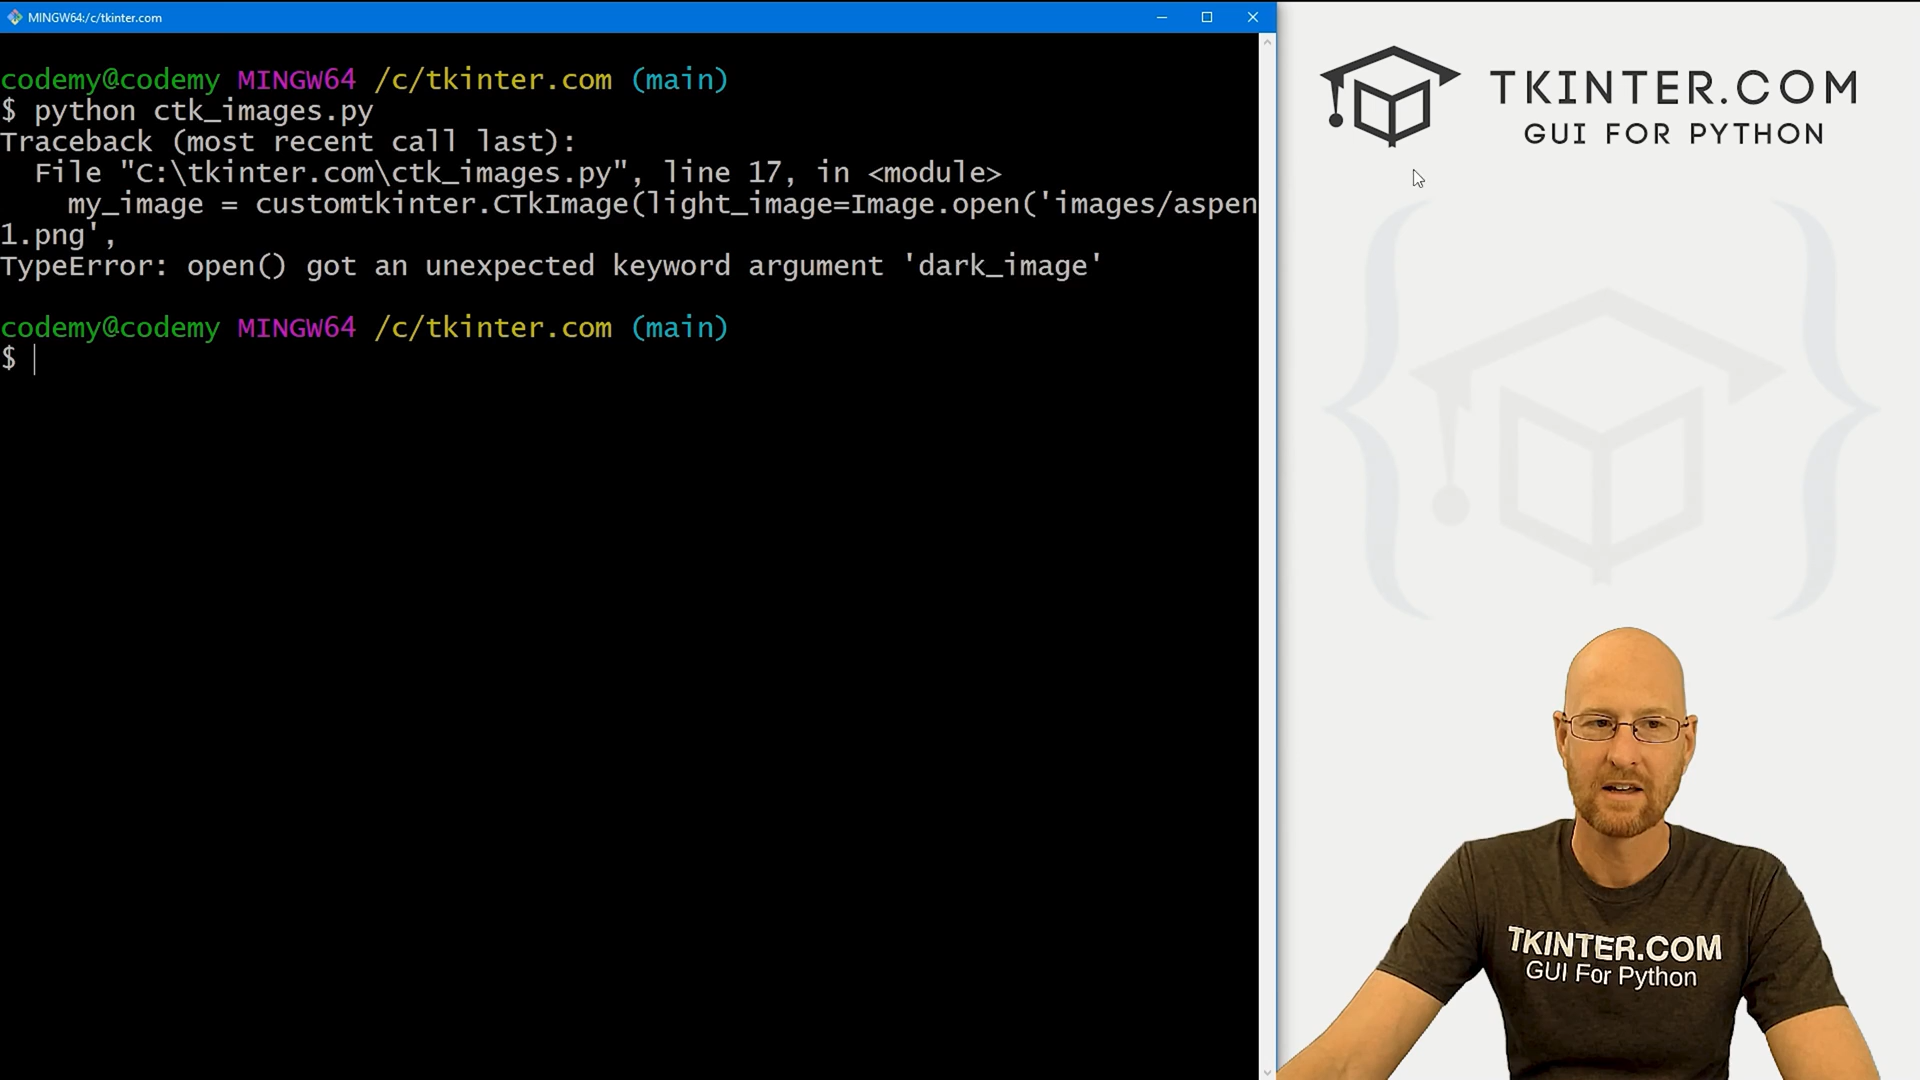 MINGW64:/c/tkinter.com
codemy@codemy MINGW64 /c/tkinter.com (main)
$ python ctk_images.py
Traceback (most recent call last):
  File "C:\tkinter.com\ctk_images.py", line 17, in <module>
    my_image = customtkinter.CTkImage(light_image=Image.open('images/aspen
1.png',
TypeError: open() got an unexpected keyword argument 'dark_image'
codemy@codemy MINGW64 /c/tkinter.com (main)
$
TKINTER.COM
GUI FOR PYTHON
TKINTER.COM
GUI For Python